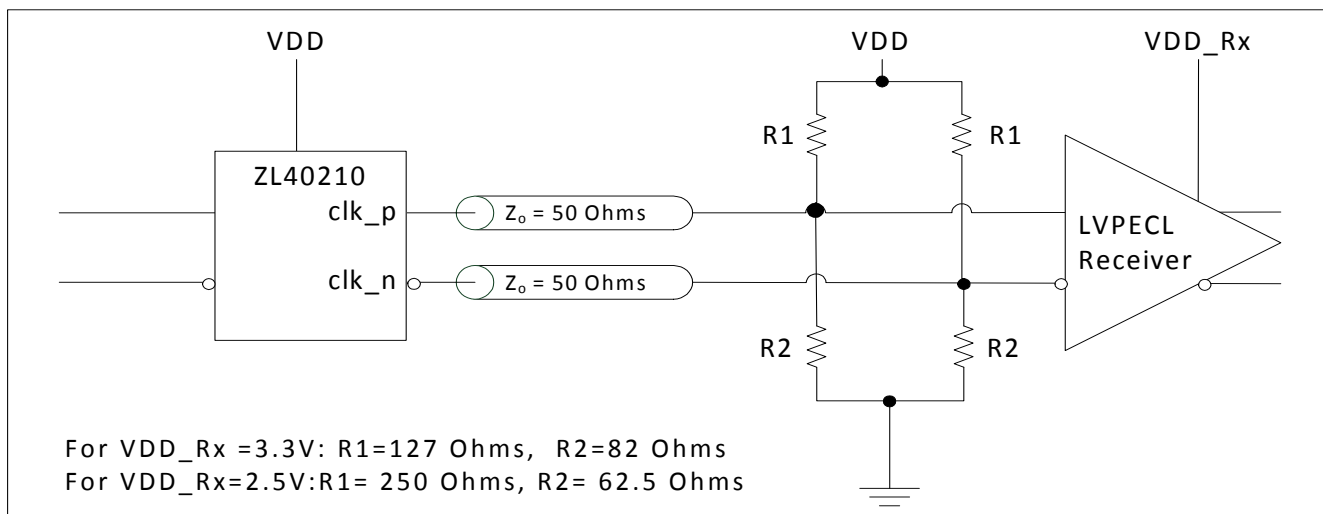 VDD
VDD
VDD_Rx
R1
R1
ZL40210
clk_p
Zo = 50 Ohms
LVPECL
Receiver
clk_n
Zo = 50 Ohms
R2
R2
For VDD_Rx =3.3V: R1=127 Ohms, R2=82 Ohms
For VDD_Rx=2.5V:R1= 250 Ohms, R2= 62.5 Ohms